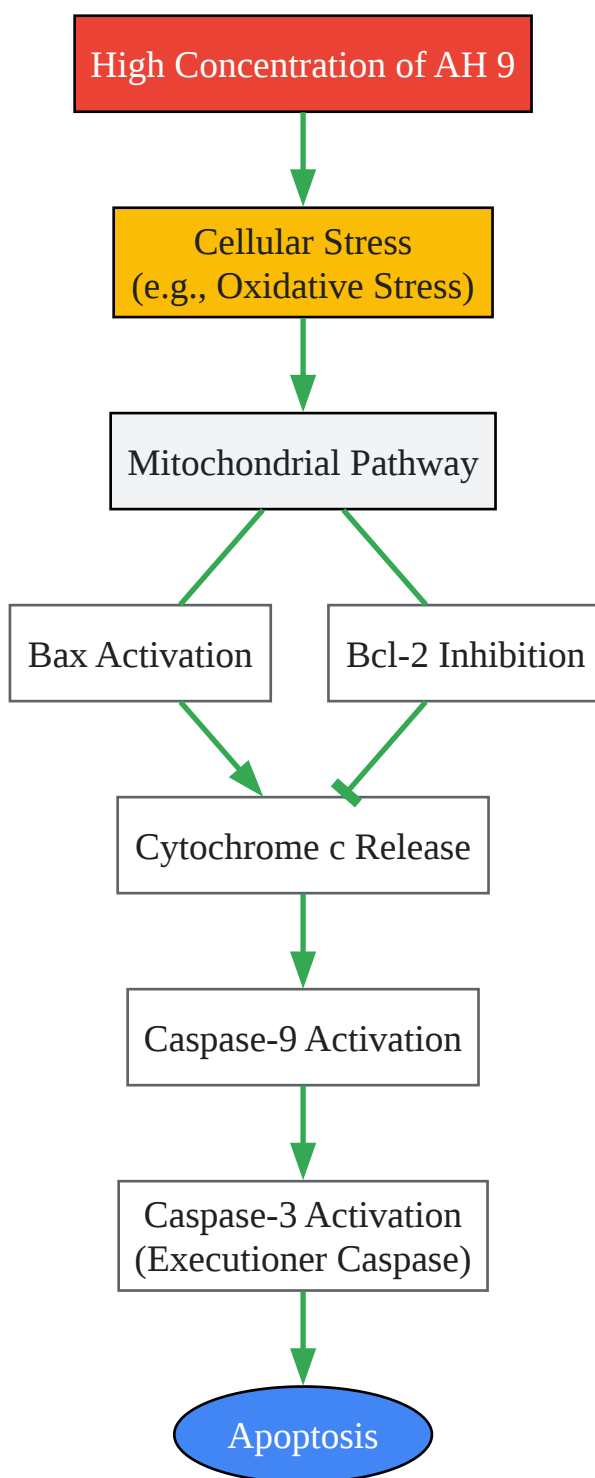 High Concentration of AH 9
Cellular Stress
(e.g., Oxidative Stress)
Mitochondrial Pathway
Bax Activation
Bcl-2 Inhibition
Cytochrome c Release
Caspase-9 Activation
Caspase-3 Activation
(Executioner Caspase)
Apoptosis